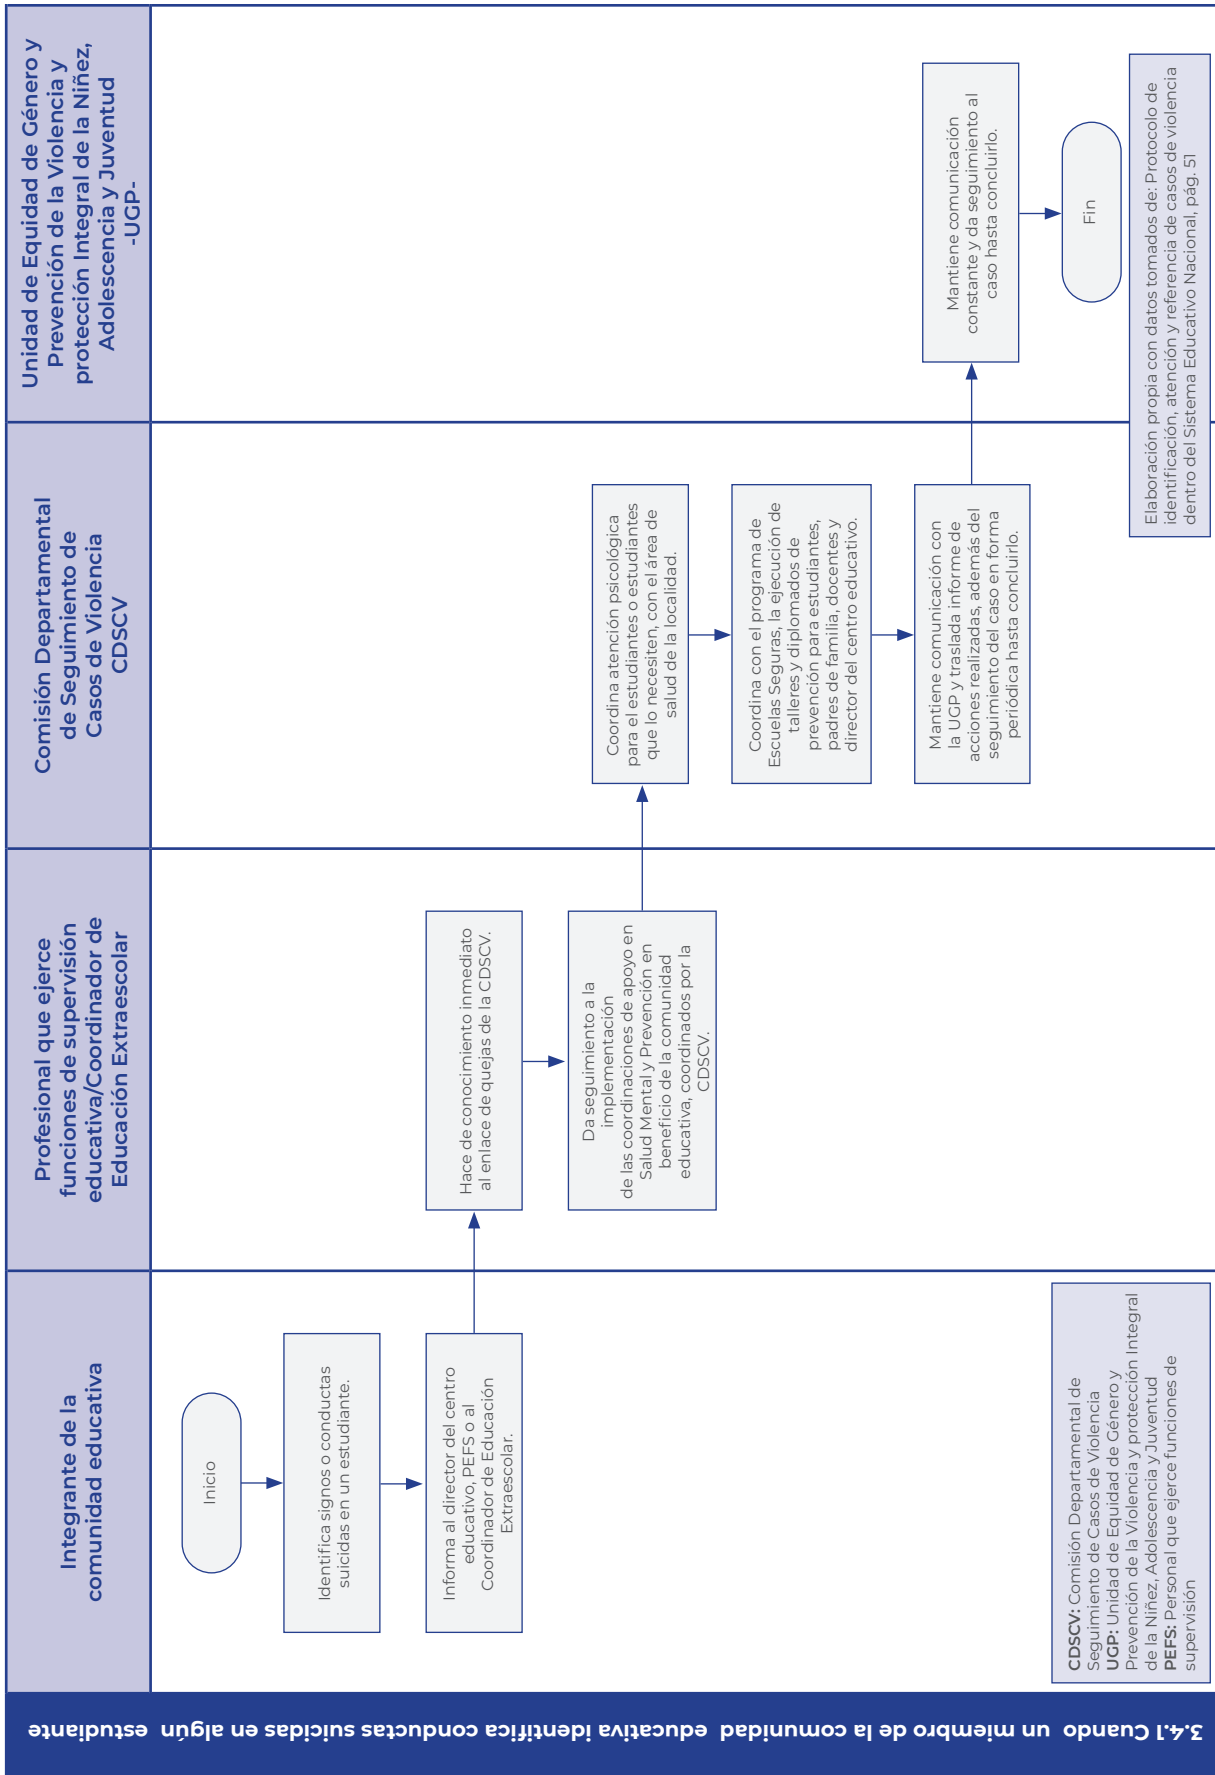 3.4.1 Cuando un miembro de la comunidad educativa identifica conductas suicidas en algún estudiante
Integrante de la
comunidad educativa
Profesional que ejerce
funciones de supervisión
educativa/Coordinador de
Educación Extraescolar
Comisión Departamental
de Seguimiento de
Casos de Violencia
CDSCV
Unidad de Equidad de Género y
Prevención de la Violencia y
protección Integral de la Niñez,
Adolescencia y Juventud
-UGP-
Inicio
Identifica signos o conductas
suicidas en un estudiante.
Informa al director del centro
educativo, PEFS o al
Coordinador de Educación
Extraescolar.
Hace de conocimiento inmediato
al enlace de quejas de la CDSCV.
Da seguimiento a la
implementación
de las coordinaciones de apoyo en
Salud Mental y Prevención en
beneficio de la comunidad
educativa, coordinados por la
CDSCV.
Coordina atención psicológica
para el estudiantes o estudiantes
que lo necesiten, con el área de
salud de la localidad.
Coordina con el programa de
Escuelas Seguras, la ejecución de
talleres y diplomados de
prevención para estudiantes,
padres de familia, docentes y
director del centro educativo.
Mantiene comunicación con
la UGP y traslada informe de
acciones realizadas, además del
seguimiento del caso en forma
periódica hasta concluirlo.
Mantiene comunicación
constante y da seguimiento al
caso hasta concluirlo.
Fin
CDSCV: Comisión Departamental de
Seguimiento de Casos de Violencia
UGP: Unidad de Equidad de Género y
Prevención de la Violencia y protección Integral
de la Niñez, Adolescencia y Juventud
PEFS: Personal que ejerce funciones de
supervisión
Elaboración propia con datos tomados de: Protocolo de
identificación, atención y referencia de casos de violencia
dentro del Sistema Educativo Nacional, pág. 51